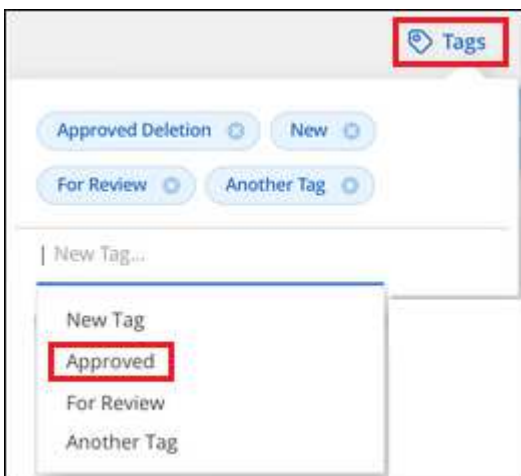 Tags
Approved Deletion New
For Review Another Tag
New Tag...
New Tag
Approved
For Review
Another Tag